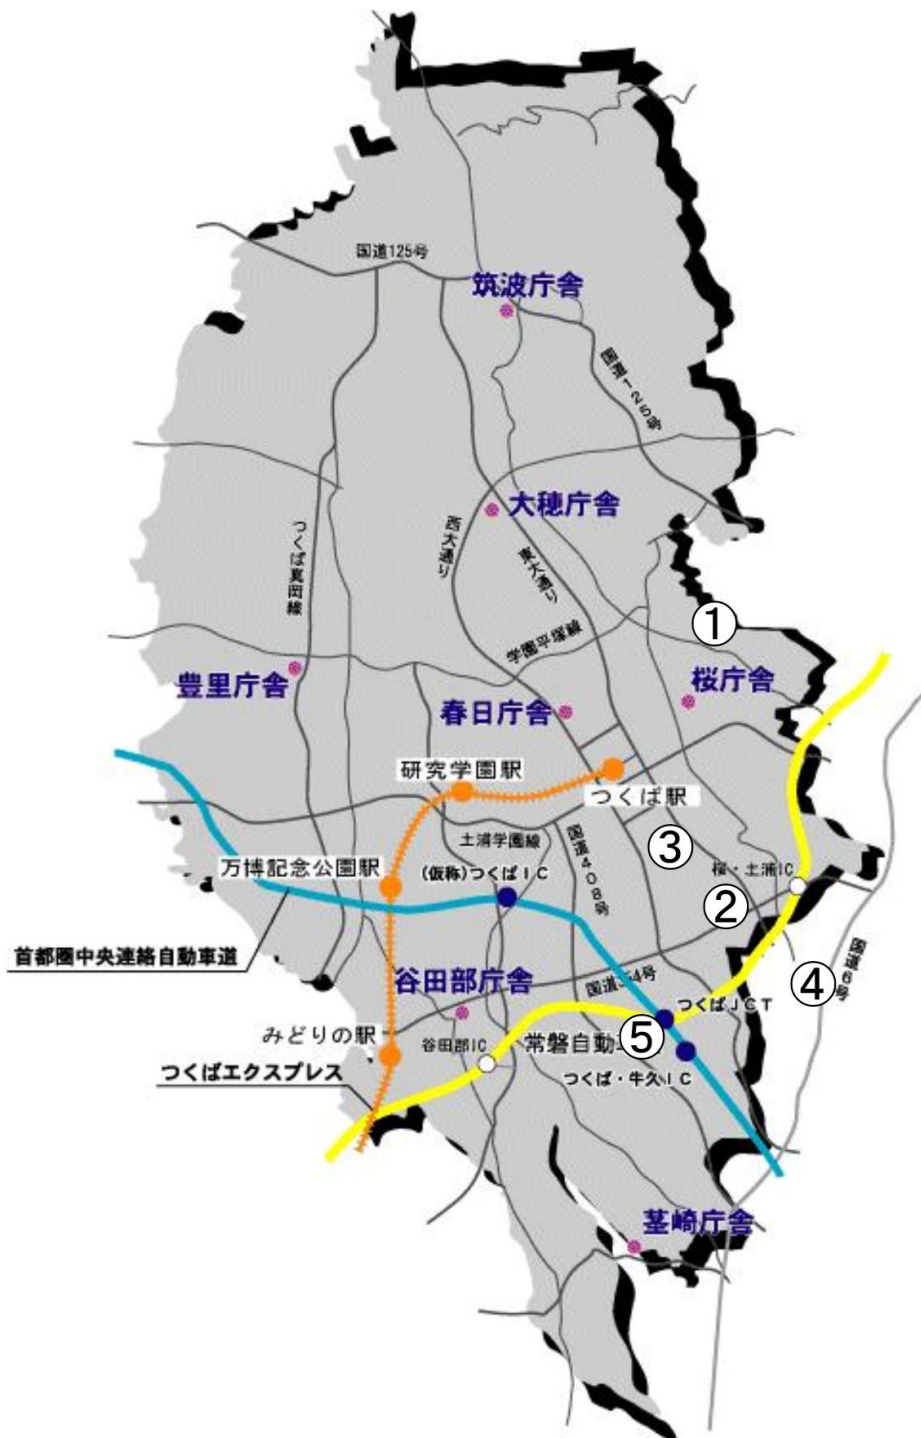 国道125号
筑波庁舎
国道125号
大穂庁舎
西大通り
東大通り
つくば真岡線
①
学園平塚線
豊里庁舎
桜庁舎
春日庁舎
研究学園駅
つくば駅
土浦学園線
国道408号
③
万博記念公園駅
(仮称)つくばIC
桜・土浦IC
②
首都圏中央連絡自動車道
谷田部庁舎
国道354号
④
国道6号
つくばJCT
みどりの駅
谷田部IC
常磐自動
⑤
つくば・牛久IC
つくばエクスプレス
茎崎庁舎